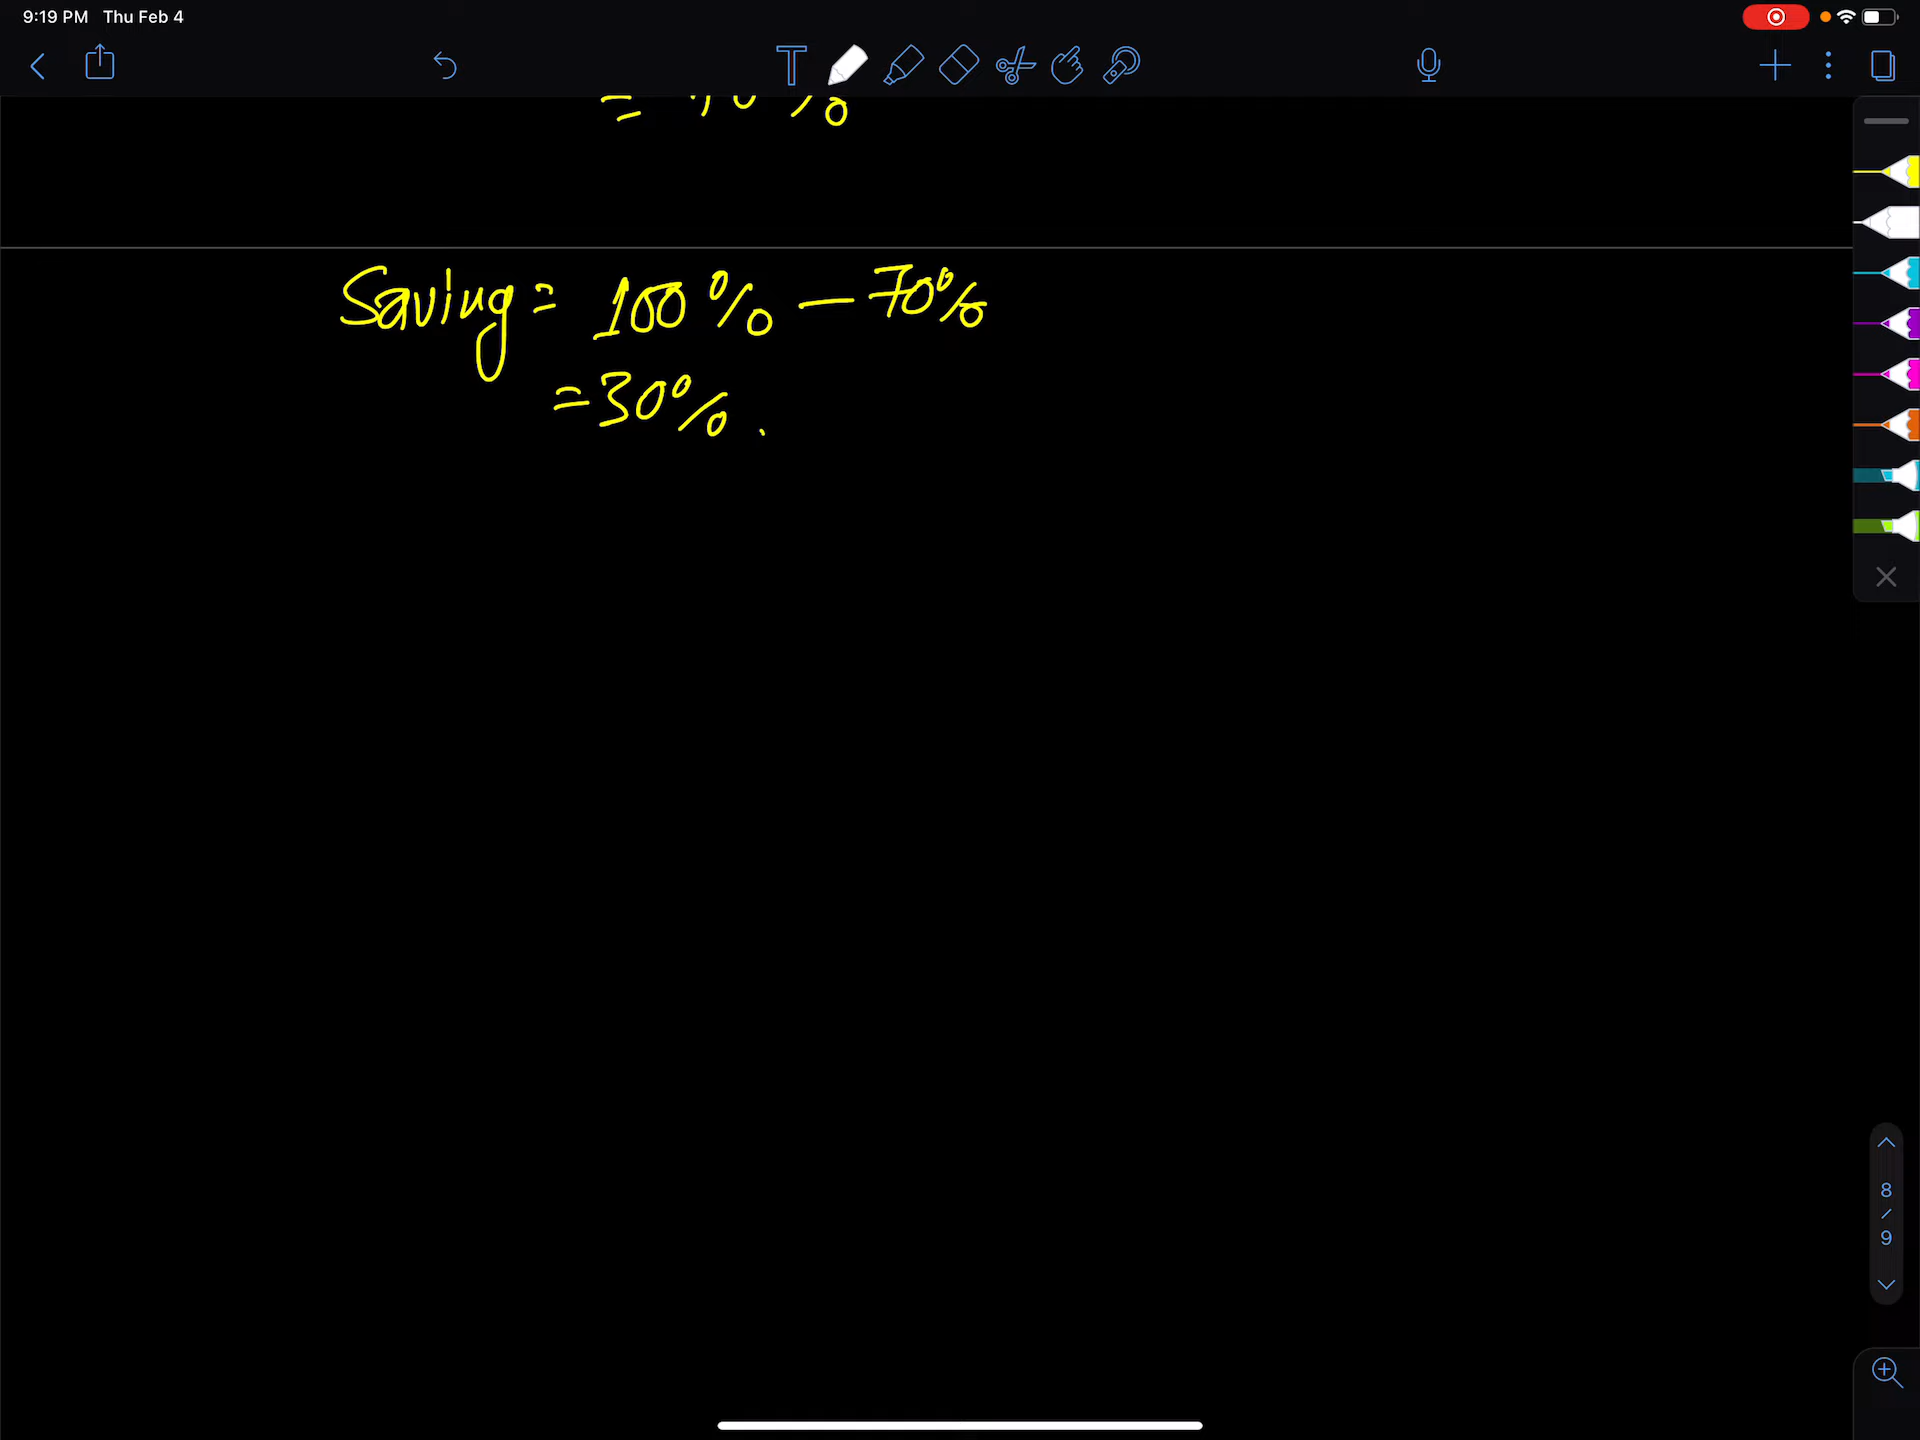 9:19 PM Thu Feb 4
Saving = 100% - 70%
= 30%.
8
/
9